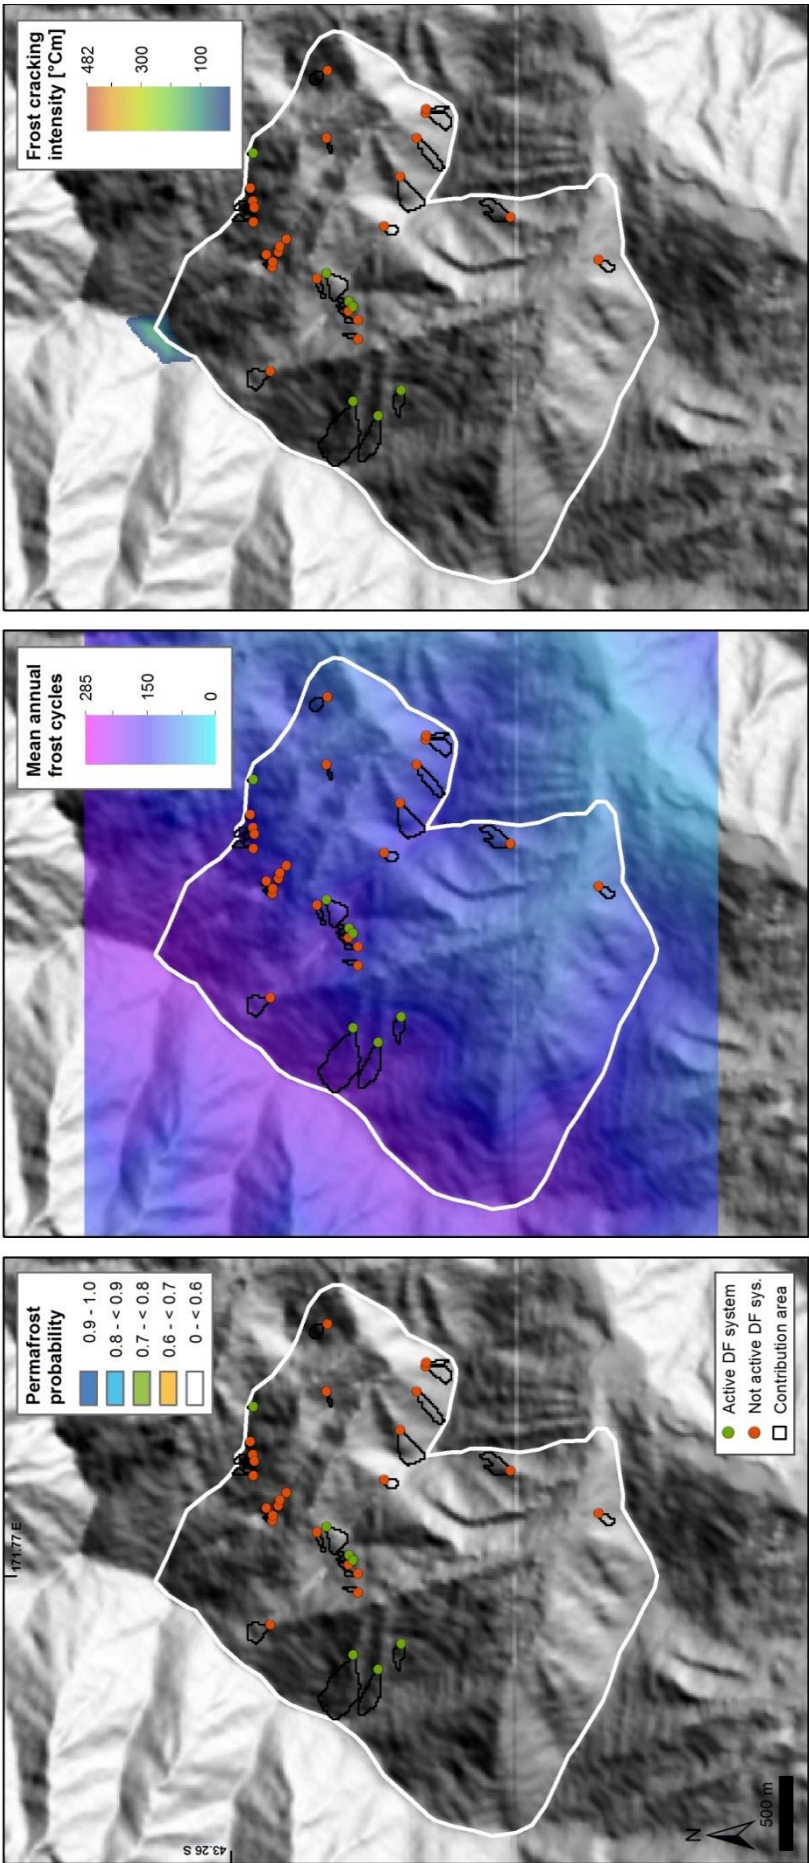 171.77 E
43.26 S
Permafrost
probability
0.9 - 1.0
0.8 - < 0.9
0.7 - < 0.8
0.6 - < 0.7
0 - < 0.6
Active DF system
Not active DF sys.
Contribution area
N
500 m
Mean annual
frost cycles
285
150
0
Frost cracking
intensity [°Cm]
482
300
100